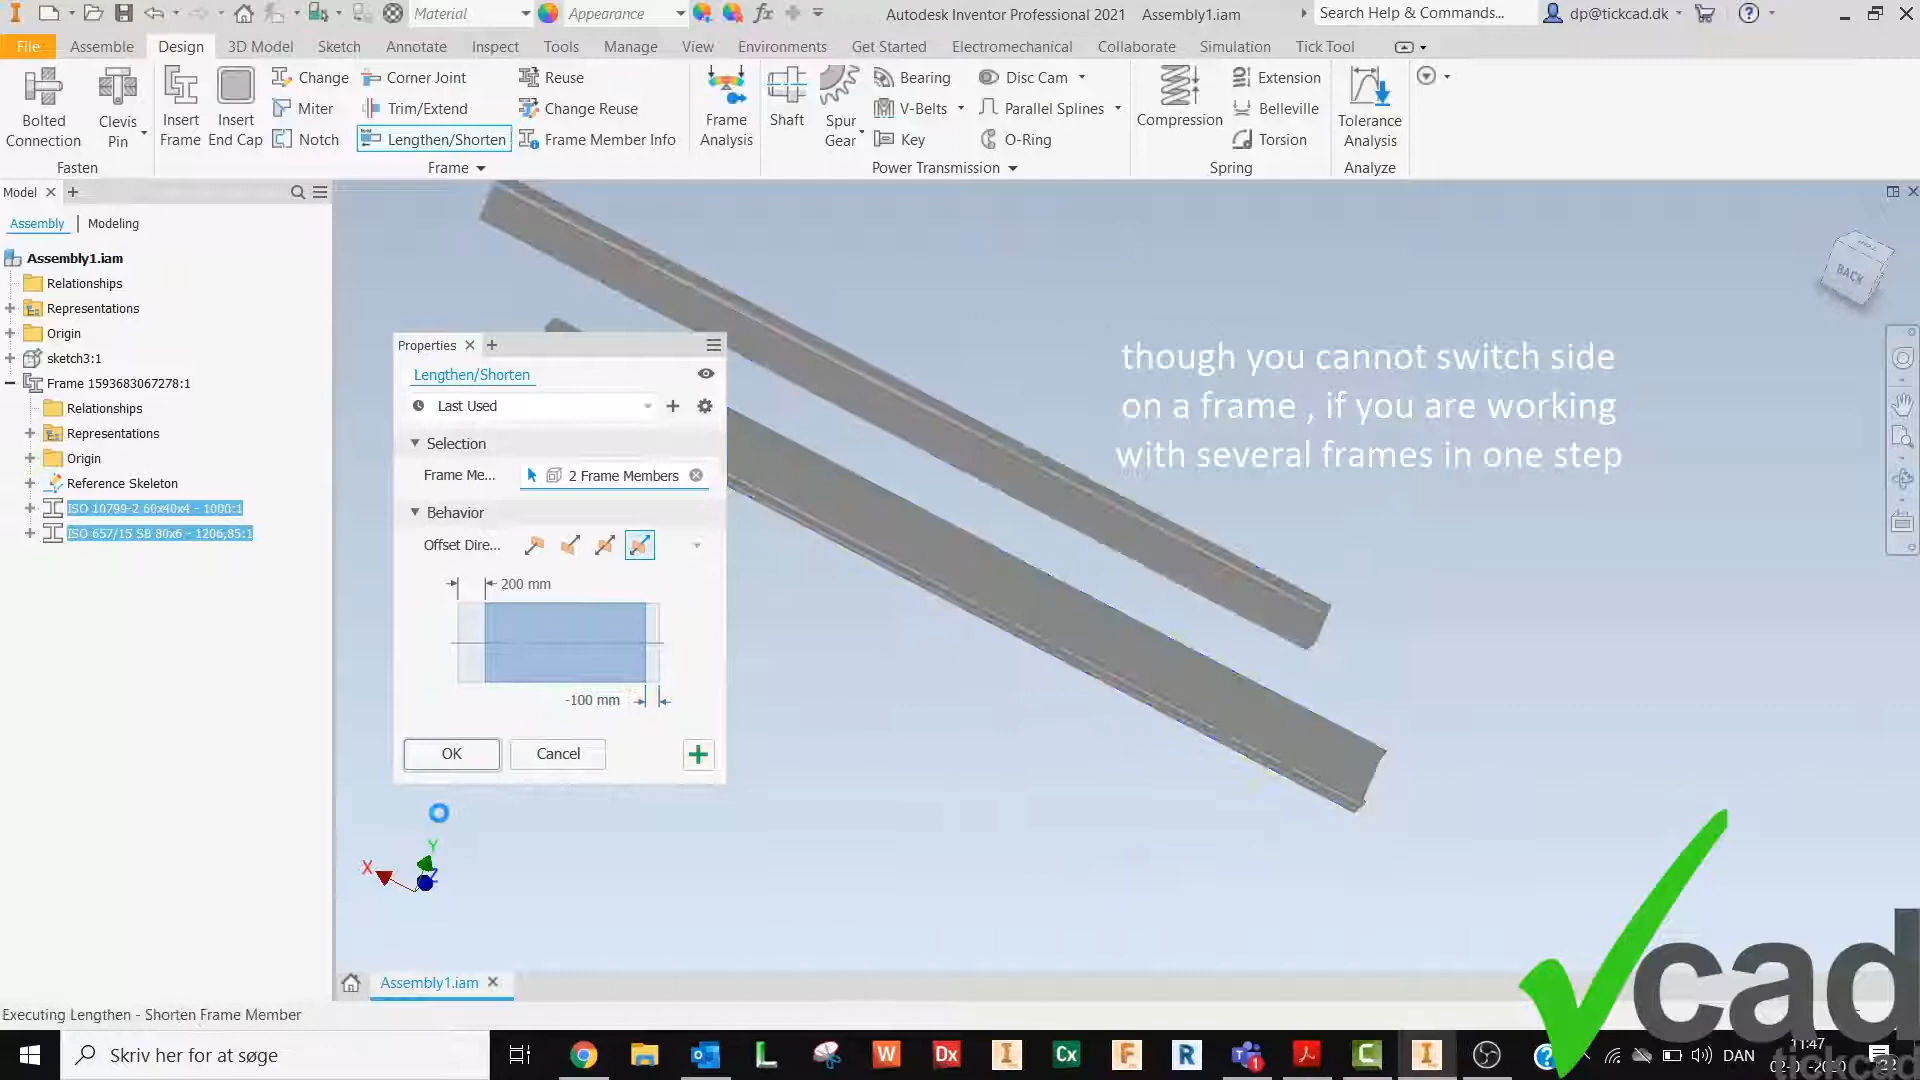 Material
Appearance
Autodesk Inventor Professional 2021 Assembly1.iam
Search Help & Commands...
dp@tickcad.dk
File Assemble Design 3D Model Sketch Annotate Inspect Tools Manage View Environments Get Started Electromechanical Collaborate Simulation Tick Tool
Bolted Connection
Clevis Pin
Fasten
Insert Frame
Insert End Cap
Change
Miter
Notch
Corner Joint
Trim/Extend
Lengthen/Shorten
Reuse
Change Reuse
Frame Member Info
Frame
Frame Analysis
Shaft
Spur Gear
Bearing
V-Belts
Key
Disc Cam
Parallel Splines
O-Ring
Power Transmission
Compression
Extension
Belleville
Torsion
Spring
Tolerance Analysis
Analyze
Model
Assembly Modeling
Assembly1.iam
Relationships
Representations
Origin
sketch3:1
Frame 1593683067278:1
Relationships
Representations
Origin
Reference Skeleton
ISO 10799-2 60x40x4 - 1000:1
ISO 657/15 SB 80x6 - 1206,85:1
Properties
Lengthen/Shorten
Last Used
Selection
Frame Me... 2 Frame Members
Behavior
Offset Dire...
200 mm
-100 mm
OK Cancel
though you cannot switch side
on a frame , if you are working
with several frames in one step
BACK
X
Y
Z
Assembly1.iam
Executing Lengthen - Shorten Frame Member
cad
tickcad
Skriv her for at søge
DAN
11:47